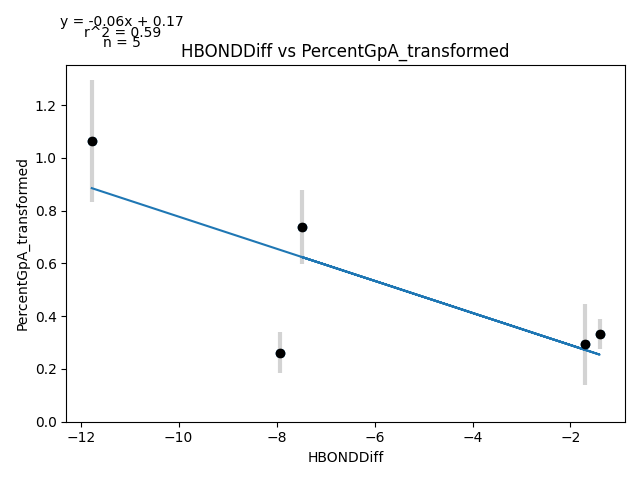 y = -0.06x + 0.17
r^2 = 0.59
n = 5
HBONDDiff vs PercentGpA_transformed
PercentGpA_transformed
1.2
1.0
0.8
0.6
0.4
0.2
0.0
−12
−10
−8
−6
−4
−2
HBONDDiff